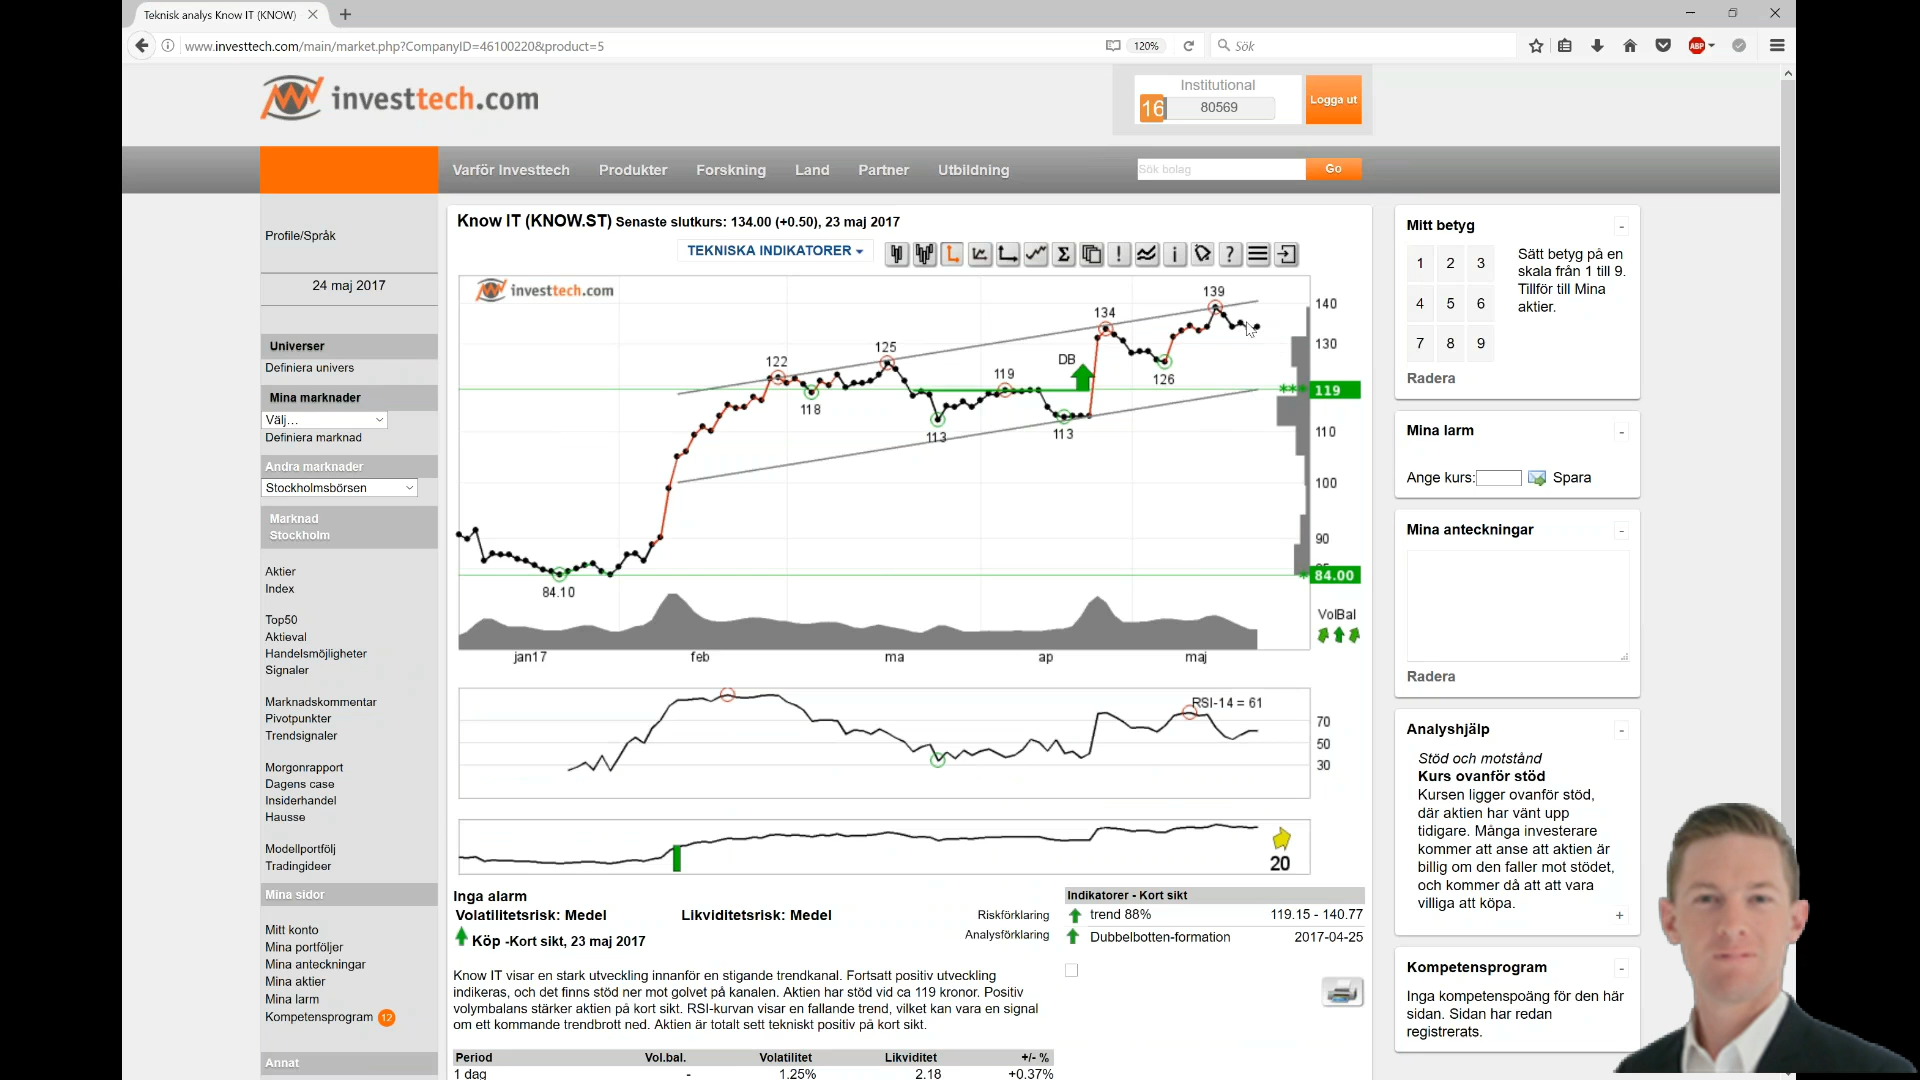 Teknisk analys Know IT (KNOW)
www.investtech.com/main/market.php?CompanyID=46100220&product=5
120%
Sök
ABP
investtech.com
Institutional
16
80569
Logga ut
Varför Investtech
Produkter
Forskning
Land
Partner
Utbildning
Sök bolag
Go
Profile/Språk
24 maj 2017
Universer
Definiera univers
Mina marknader
Välj...
Definiera marknad
Andra marknader
Stockholmsbörsen
Marknad
Stockholm
Aktier
Index
Top50
Aktieval
Handelsmöjligheter
Signaler
Marknadskommentar
Pivotpunkter
Trendsignaler
Morgonrapport
Dagens case
Insiderhandel
Hausse
Modellportfölj
Tradingideer
Mina sidor
Mitt konto
Mina portföljer
Mina anteckningar
Mina aktier
Mina larm
Kompetensprogram 12
Annat
Know IT (KNOW.ST) Senaste slutkurs: 134.00 (+0.50), 23 maj 2017
TEKNISKA INDIKATORER
investtech.com
139
134
125
122
DB
119
118
126
113
113
84.10
140
130
*** 119
110
100
90
* 84.00
VolBal
jan17
feb
ma
ap
maj
RSI-14 = 61
70
50
30
20
Inga alarm
Volatilitetsrisk: Medel
Likviditetsrisk: Medel
Riskförklaring
Analysförklaring
Köp -Kort sikt, 23 maj 2017
Indikatorer - Kort sikt
trend 88%
119.15 - 140.77
Dubbelbotten-formation
2017-04-25
Know IT visar en stark utveckling innanför en stigande trendkanal. Fortsatt positiv utveckling
indikeras, och det finns stöd ner mot golvet på kanalen. Aktien har stöd vid ca 119 kronor. Positiv
volymbalans stärker aktien på kort sikt. RSI-kurvan visar en fallande trend, vilket kan vara en signal
om ett kommande trendbrott ned. Aktien är totalt sett tekniskt positiv på kort sikt.
Period
Vol.bal.
Volatilitet
Likviditet
+/- %
1 dag
-
1.25%
2.18
+0.37%
Mitt betyg
-
1 2 3
4 5 6
7 8 9
Sätt betyg på en
skala från 1 till 9.
Tillför till Mina
aktier.
Radera
Mina larm
-
Ange kurs:
Spara
Mina anteckningar
-
Radera
Analyshjälp
-
Stöd och motstånd
Kurs ovanför stöd
Kursen ligger ovanför stöd,
där aktien har vänt upp
tidigare. Många investerare
kommer att anse att aktien är
billig om den faller mot stödet,
och kommer då att att vara
villiga att köpa.
+
Kompetensprogram
-
Inga kompetenspoäng för den här
sidan. Sidan har redan
registrerats.